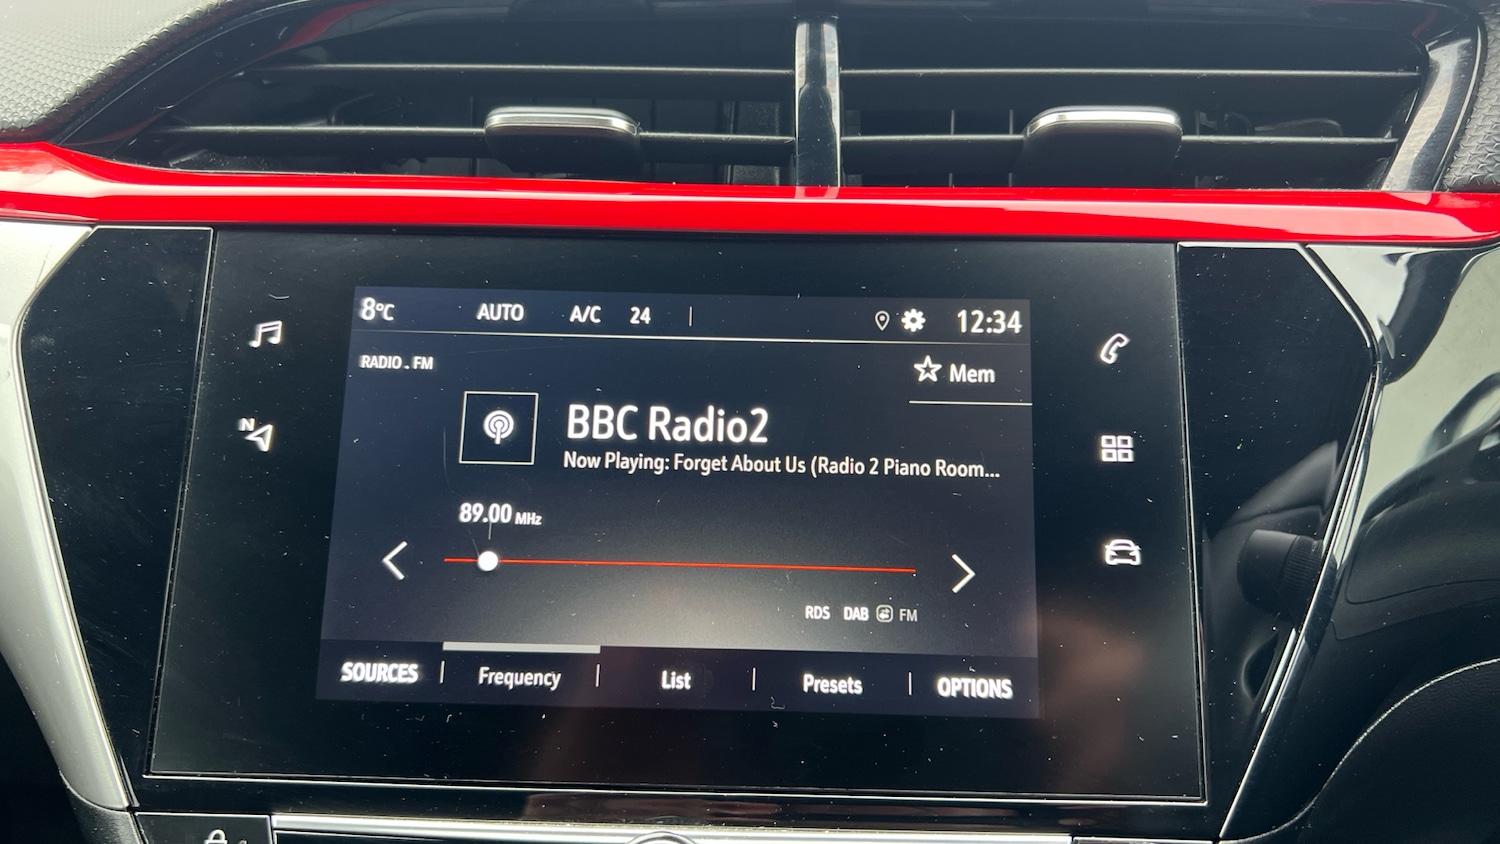 8°C AUTO A/C 24 12:34
RADIO . FM
Mem
N
BBC Radio2
Now Playing: Forget About Us (Radio 2 Piano Room...
89.00 MHz
RDS DAB FM
SOURCES Frequency List Presets OPTIONS